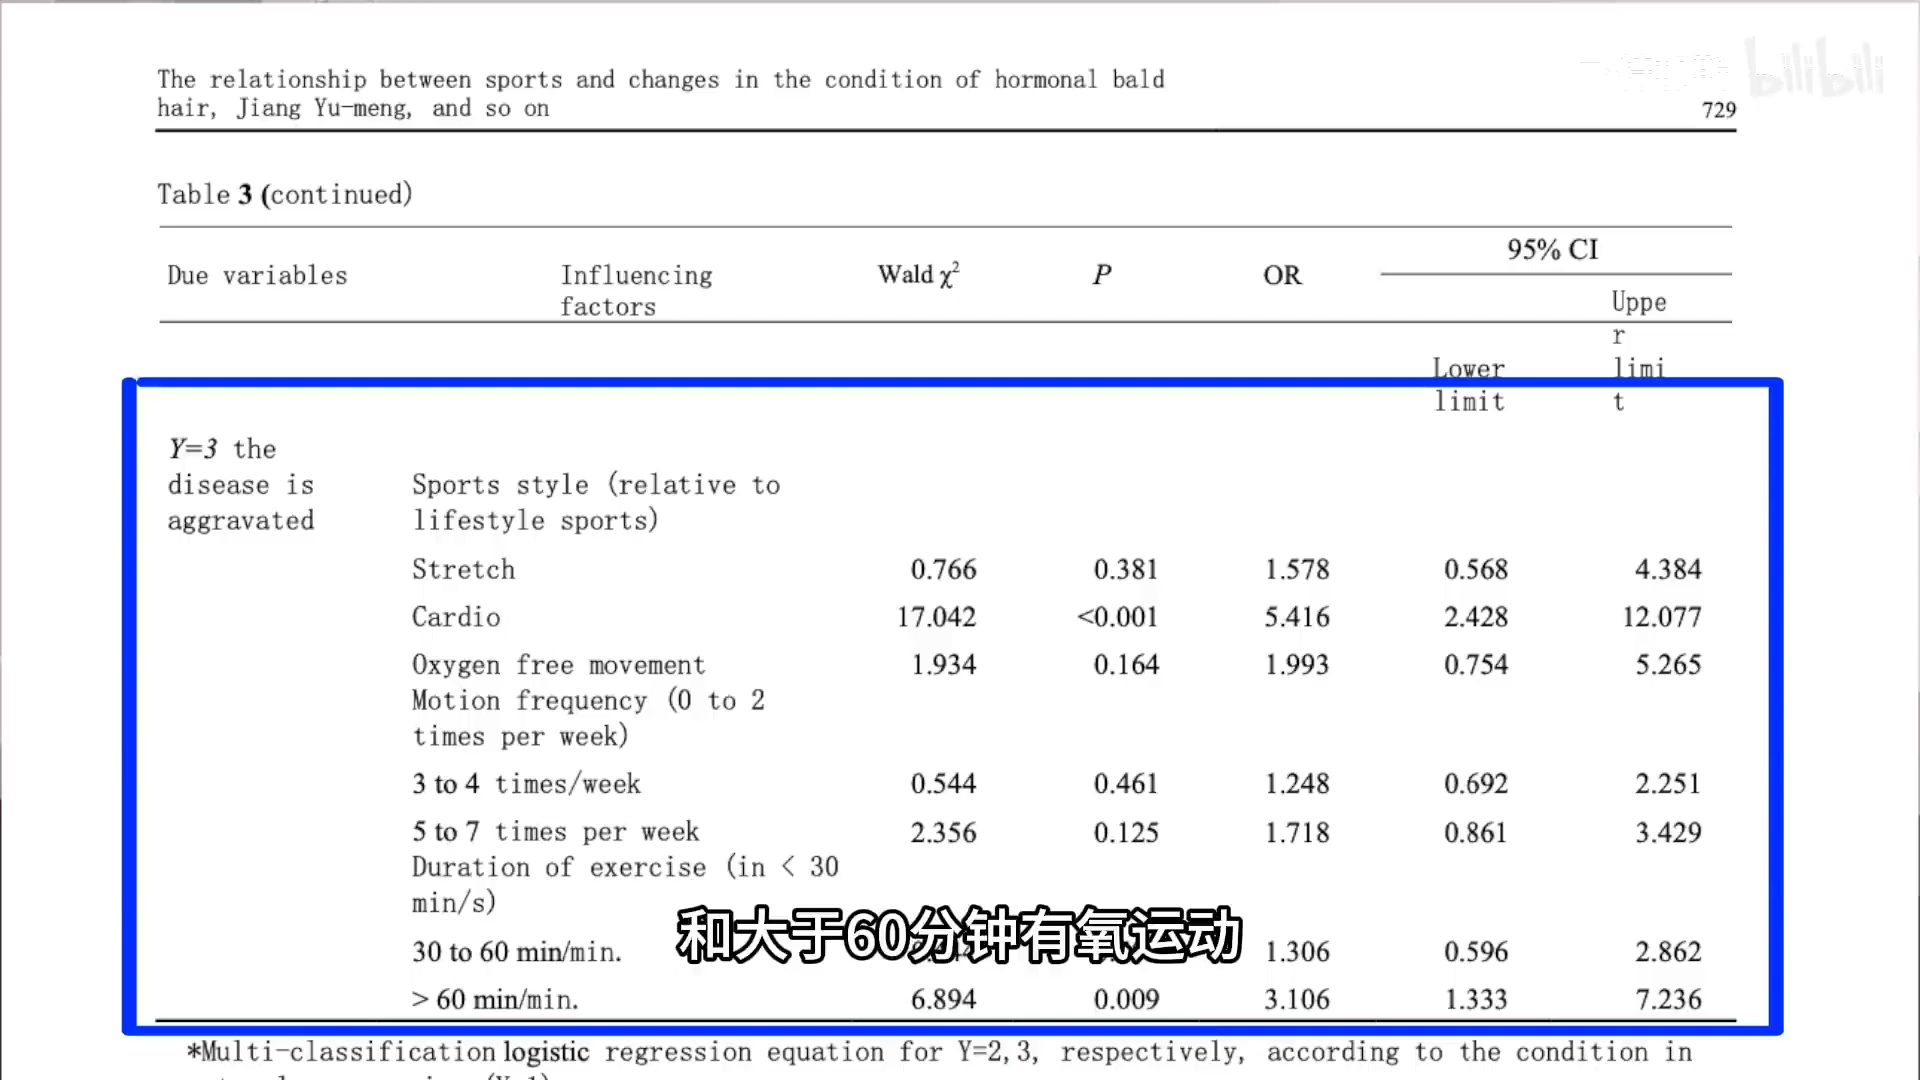 bilibili
The relationship between sports and changes in the condition of hormonal bald
hair, Jiang Yu-meng, and so on
729
Table 3 (continued)
Due variables Influencing factors Wald χ² P OR 95% CI
Lower limit Upper limit
Y=3 the disease is aggravated
Sports style (relative to
lifestyle sports)
Stretch 0.766 0.381 1.578 0.568 4.384
Cardio 17.042 <0.001 5.416 2.428 12.077
Oxygen free movement 1.934 0.164 1.993 0.754 5.265
Motion frequency (0 to 2
times per week)
3 to 4 times/week 0.544 0.461 1.248 0.692 2.251
5 to 7 times per week 2.356 0.125 1.718 0.861 3.429
Duration of exercise (in < 30
min/s)
和大于60分钟有氧运动
30 to 60 min/min. 1.306 0.596 2.862
> 60 min/min. 6.894 0.009 3.106 1.333 7.236
*Multi-classification logistic regression equation for Y=2,3, respectively, according to the condition in